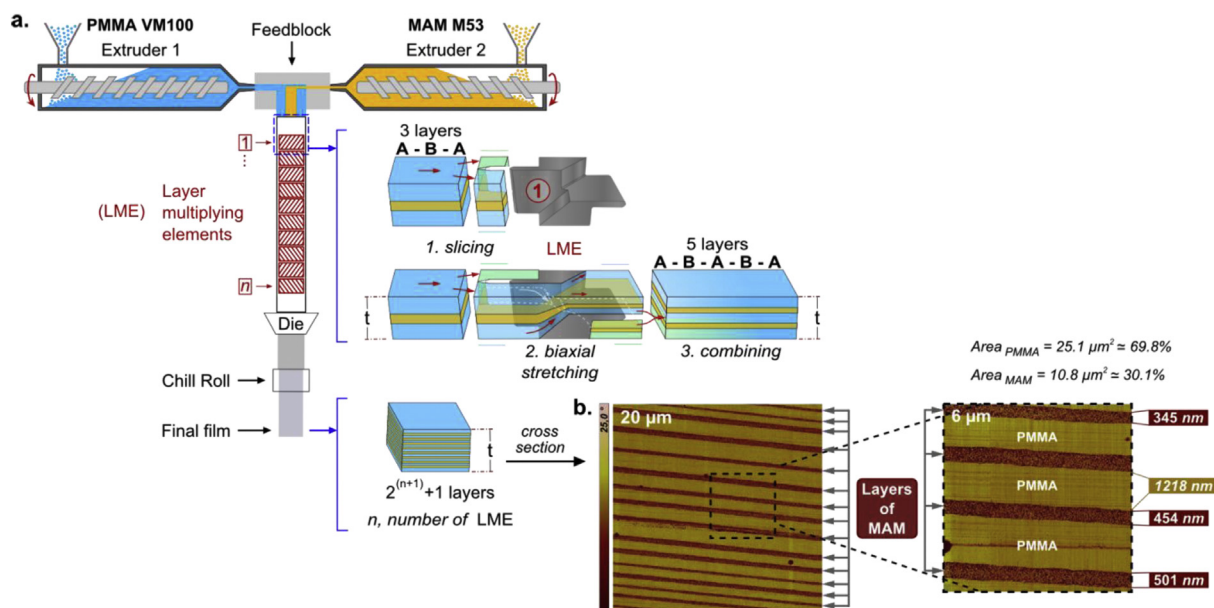 a.
PMMA VM100
Extruder 1
Feedblock
MAM M53
Extruder 2
1
⋮
n
(LME)
Layer
multiplying
elements
Die
Chill Roll
Final film
3 layers
A - B - A
1
1. slicing
LME
5 layers
A - B - A - B - A
t
t
2. biaxial
stretching
3. combining
t
2(n+1)+1 layers
n, number of LME
cross
section
b.
25.0 °
20 µm
Layers
of
MAM
Area PMMA = 25.1 µm² ≃ 69.8%
Area MAM = 10.8 µm² ≃ 30.1%
6 µm
PMMA
PMMA
PMMA
345 nm
1218 nm
454 nm
501 nm